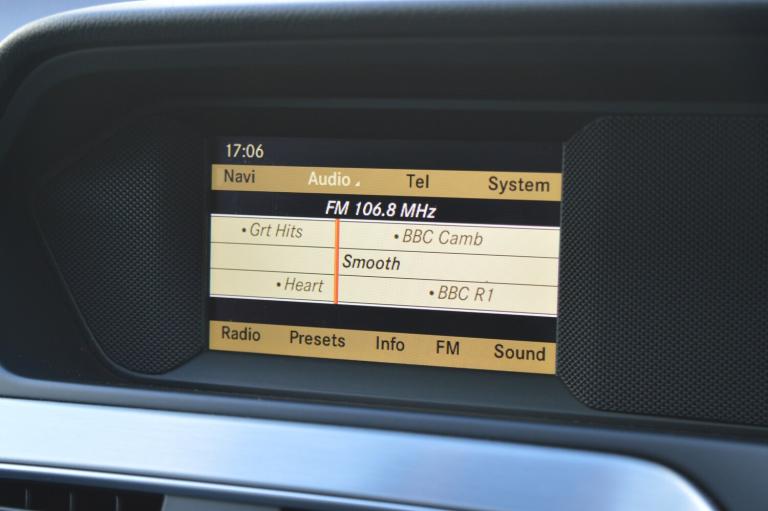 17:06
Navi Audio Tel System
FM 106.8 MHz
•Grt Hits •BBC Camb
Smooth
•Heart •BBC R1
Radio Presets Info FM Sound